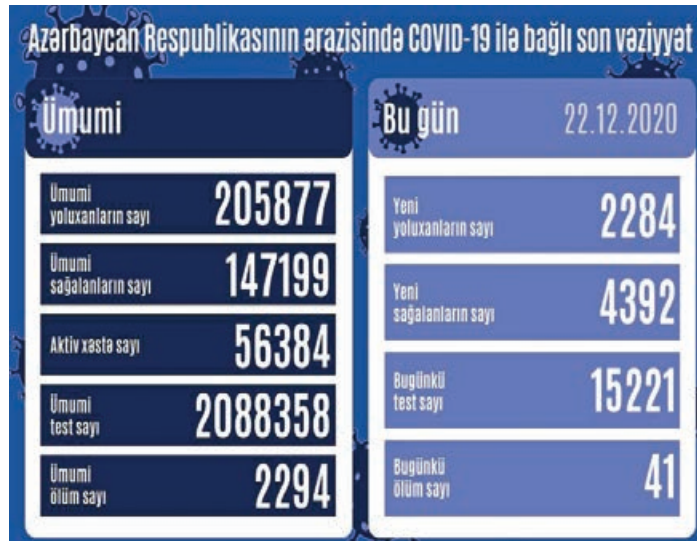 Azərbaycan Respublikasının ərazisində COVID-19 ilə bağlı son vəziyyət
Ümumi
Ümumi
yoluxanların sayı
205877
Ümumi
sağalanların sayı
147199
Aktiv xəstə sayı
56384
Ümumi
test sayı
2088358
Ümumi
ölüm sayı
2294
Bu gün
22.12.2020
Yeni
yoluxanların sayı
2284
Yeni
sağalanların sayı
4392
Bugünkü
test sayı
15221
Bugünkü
ölüm sayı
41